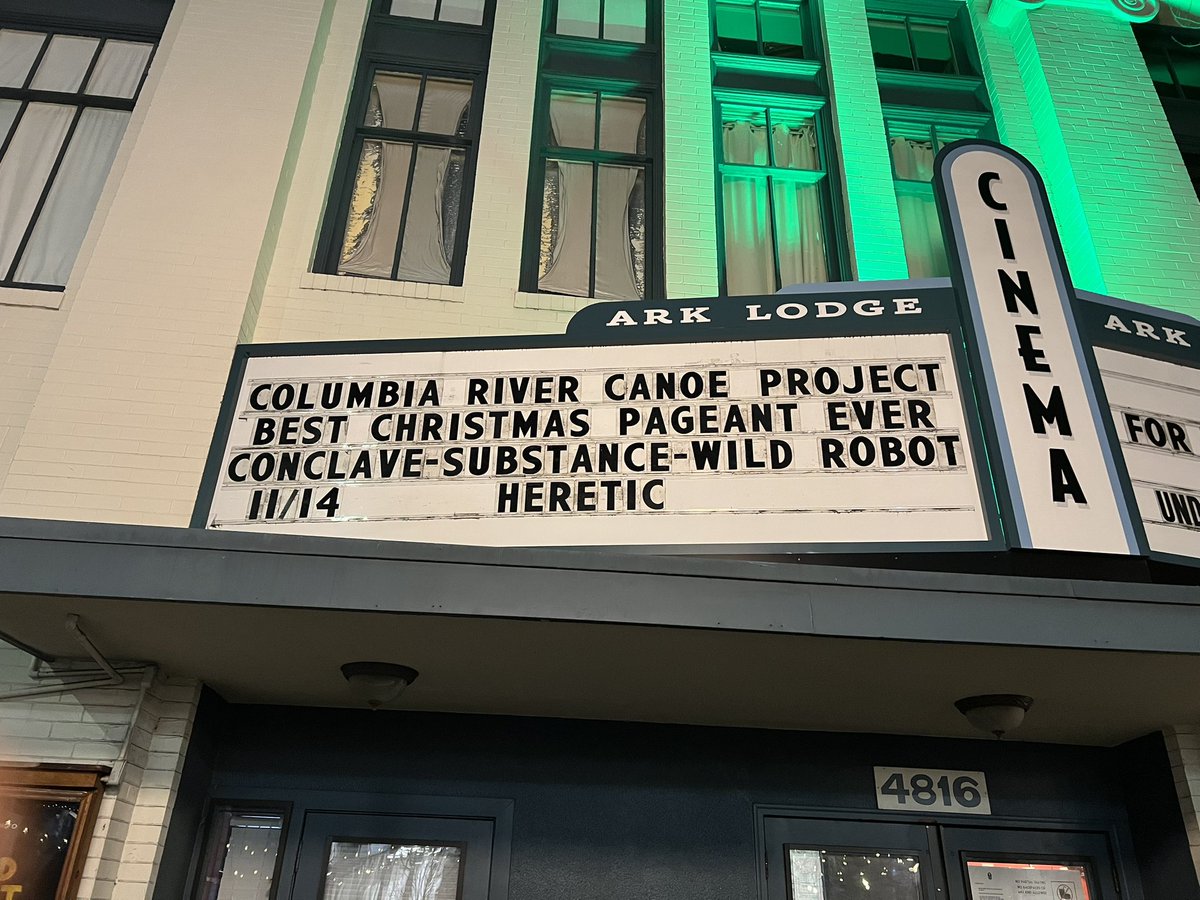 ARK LODGE
COLUMBIA RIVER CANOE PROJECT
BEST CHRISTMAS PAGEANT EVER
CONCLAVE-SUBSTANCE-WILD ROBOT
11/14 HERETIC
CINEMA
ARK
FOR
UND
4816